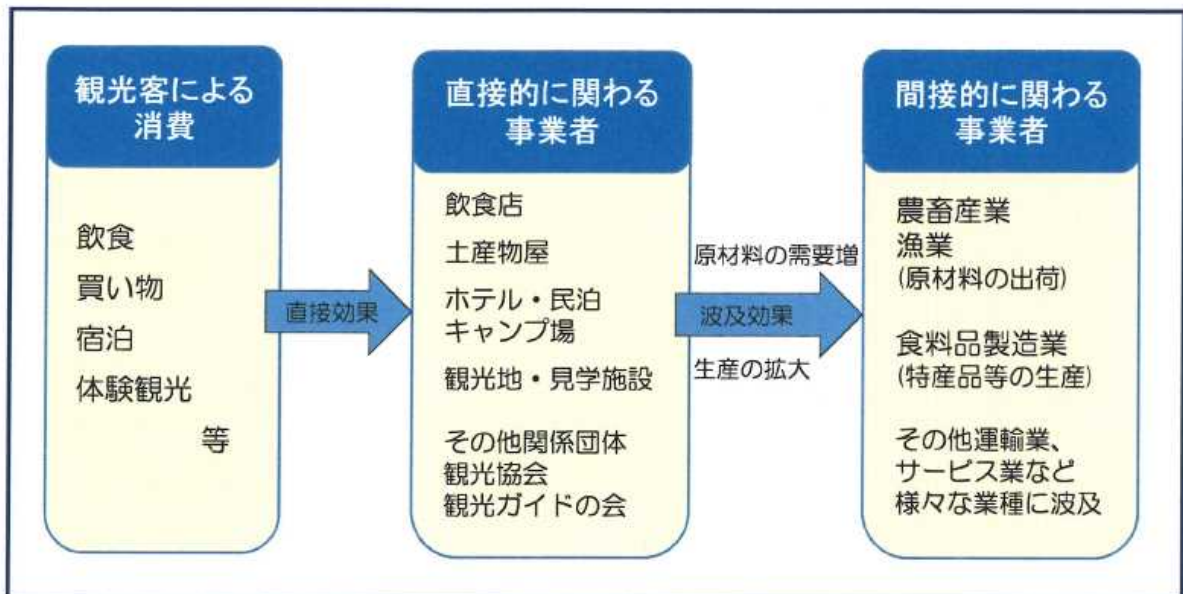 観光客による
消費
飲食
買い物
宿泊
体験観光
等
直接効果
直接的に関わる
事業者
飲食店
土産物屋
ホテル・民泊
キャンプ場
観光地・見学施設
その他関係団体
観光協会
観光ガイドの会
原材料の需要増
波及効果
生産の拡大
間接的に関わる
事業者
農畜産業
漁業
(原材料の出荷)
食料品製造業
(特産品等の生産)
その他運輸業、
サービス業など
様々な業種に波及